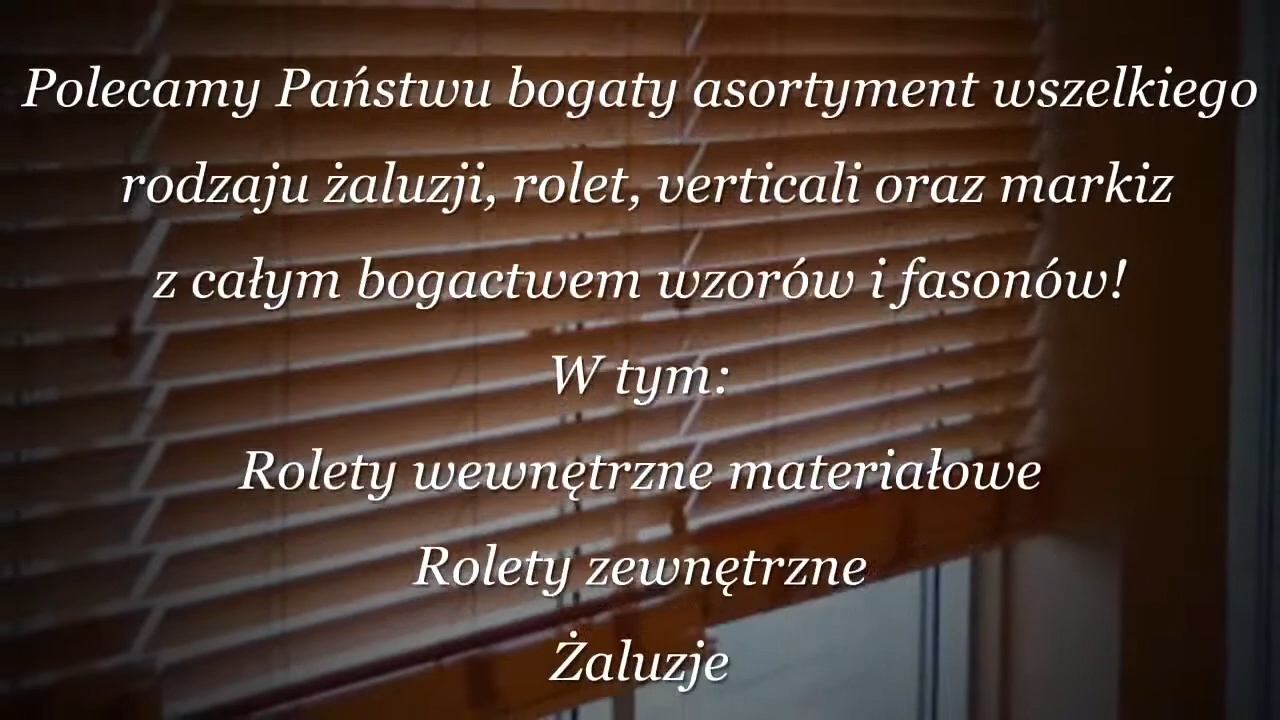 Polecamy Państwu bogaty asortyment wszelkiego
rodzaju żaluzji, rolet, verticali oraz markiz
z całym bogactwem wzorów i fasonów!
W tym:
Rolety wewnętrzne materiałowe
Rolety zewnętrzne
Żaluzje